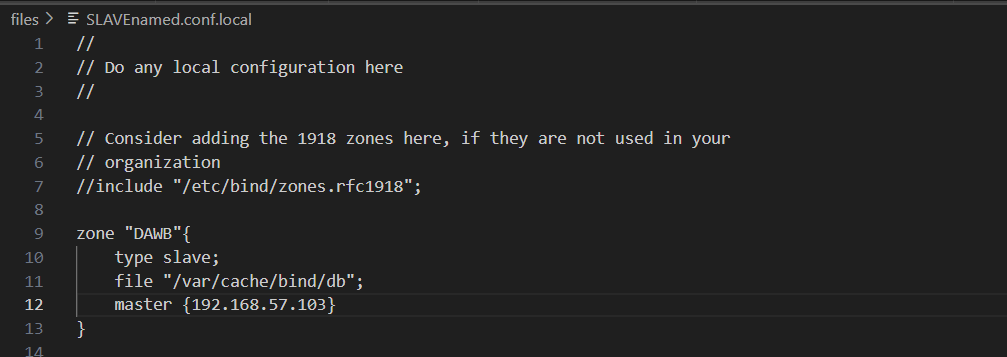 files > SLAVEnamed.conf.local
1 //
2 // Do any local configuration here
3 //
4
5 // Consider adding the 1918 zones here, if they are not used in your
6 // organization
7 //include "/etc/bind/zones.rfc1918";
8
9 zone "DAWB"{
10 type slave;
11 file "/var/cache/bind/db";
12 master {192.168.57.103}
13 }
14